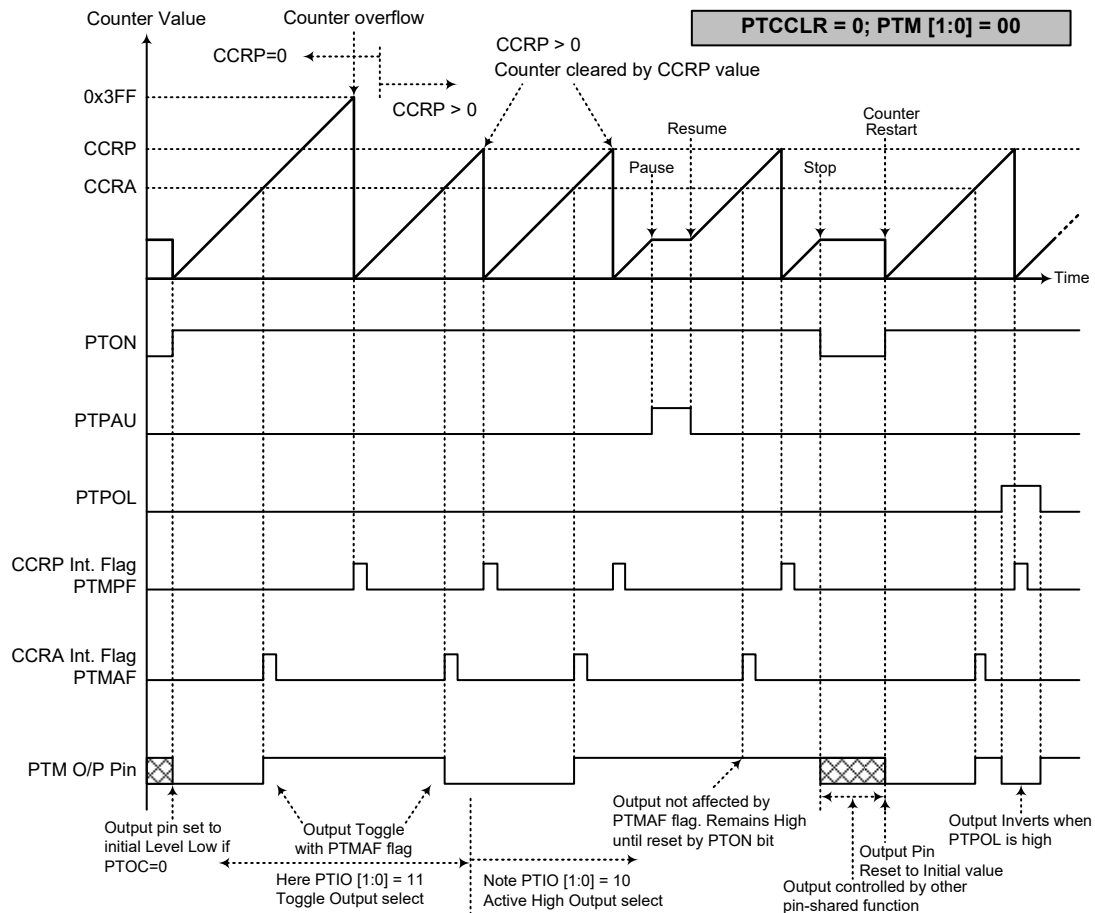 Counter Value
Counter overflow
PTCCLR = 0; PTM [1:0] = 00
CCRP=0
CCRP > 0
CCRP > 0
Counter cleared by CCRP value
0x3FF
CCRP
CCRA
Pause
Resume
Stop
Counter
Restart
Time
PTON
PTPAU
PTPOL
CCRP Int. Flag
PTMPF
CCRA Int. Flag
PTMAF
PTM O/P Pin
Output pin set to
initial Level Low if
PTOC=0
Output Toggle
with PTMAF flag
Here PTIO [1:0] = 11
Toggle Output select
Note PTIO [1:0] = 10
Active High Output select
Output not affected by
PTMAF flag. Remains High
until reset by PTON bit
Output Pin
Reset to Initial value
Output controlled by other
pin-shared function
Output Inverts when
PTPOL is high